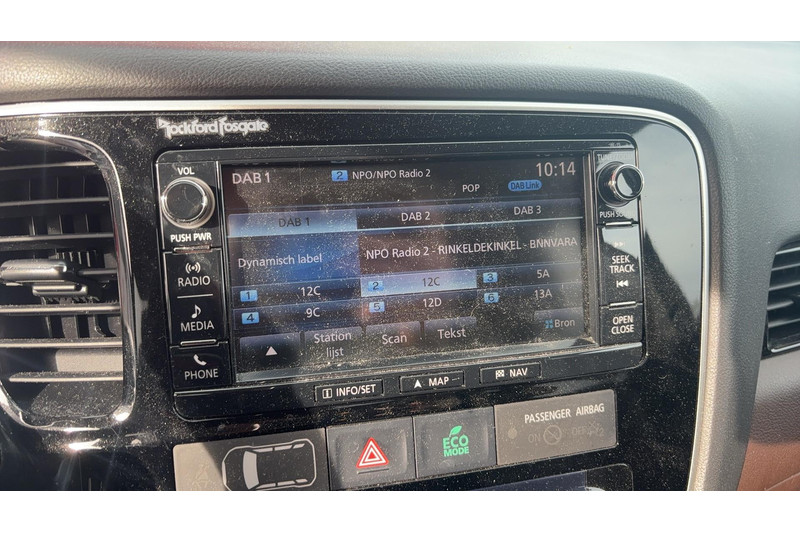 Rockford Fosgate
VOL
PUSH PWR
RADIO
MEDIA
PHONE
DAB 1
2 NPO/NPO Radio 2
10:14
POP
DAB Link
DAB 1 DAB 2 DAB 3
Dynamisch label
NPO Radio 2 - RINKELDEKINKEL - BNNVARA
1 12C 2 12C 3 5A
4 9C 5 12D 6 13A
Station lijst
Scan
Tekst
Bron
SEEK
TRACK
OPEN
CLOSE
INFO/SET
MAP
NAV
ECO
MODE
PASSENGER AIRBAG
ON OFF